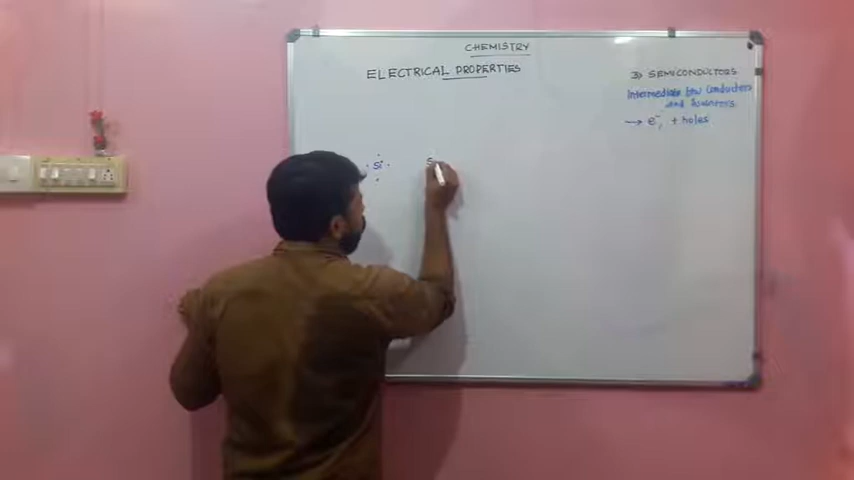 CHEMISTRY
ELECTRICAL PROPERTIES
3) SEMICONDUCTORS
Intermediate b/w Conductors
and Insulators
→ e⁻, + holes
Si
S